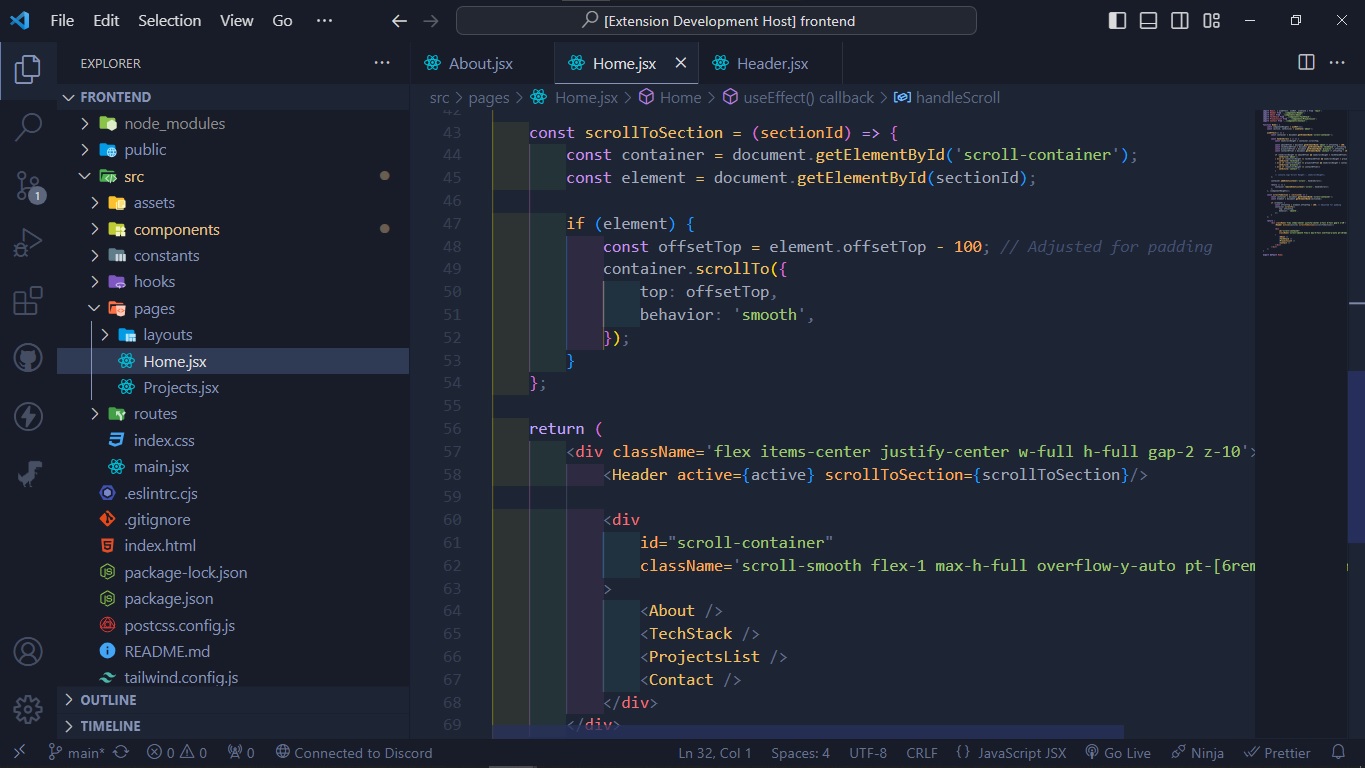 File Edit Selection View Go ··· [Extension Development Host] frontend
EXPLORER ···
FRONTEND
node_modules
public
src
assets
components
constants
hooks
pages
layouts
Home.jsx
Projects.jsx
routes
index.css
main.jsx
.eslintrc.cjs
.gitignore
index.html
package-lock.json
package.json
postcss.config.js
README.md
tailwind.config.js
OUTLINE
TIMELINE
1
About.jsx Home.jsx Header.jsx
src > pages > Home.jsx > Home > useEffect() callback > handleScroll
42
43 const scrollToSection = (sectionId) => {
44 const container = document.getElementById('scroll-container');
45 const element = document.getElementById(sectionId);
46
47 if (element) {
48 const offsetTop = element.offsetTop - 100; // Adjusted for padding
49 container.scrollTo({
50 top: offsetTop,
51 behavior: 'smooth',
52 });
53 }
54 };
55
56 return (
57 <div className='flex items-center justify-center w-full h-full gap-2 z-10'>
58 <Header active={active} scrollToSection={scrollToSection}/>
59
60 <div
61 id="scroll-container"
62 className='scroll-smooth flex-1 max-h-full overflow-y-auto pt-[6rem
63 >
64 <About />
65 <TechStack />
66 <ProjectsList />
67 <Contact />
68 </div>
69 </div>
main* 0 0 0 Connected to Discord Ln 32, Col 1 Spaces: 4 UTF-8 CRLF {} JavaScript JSX Go Live Ninja Prettier